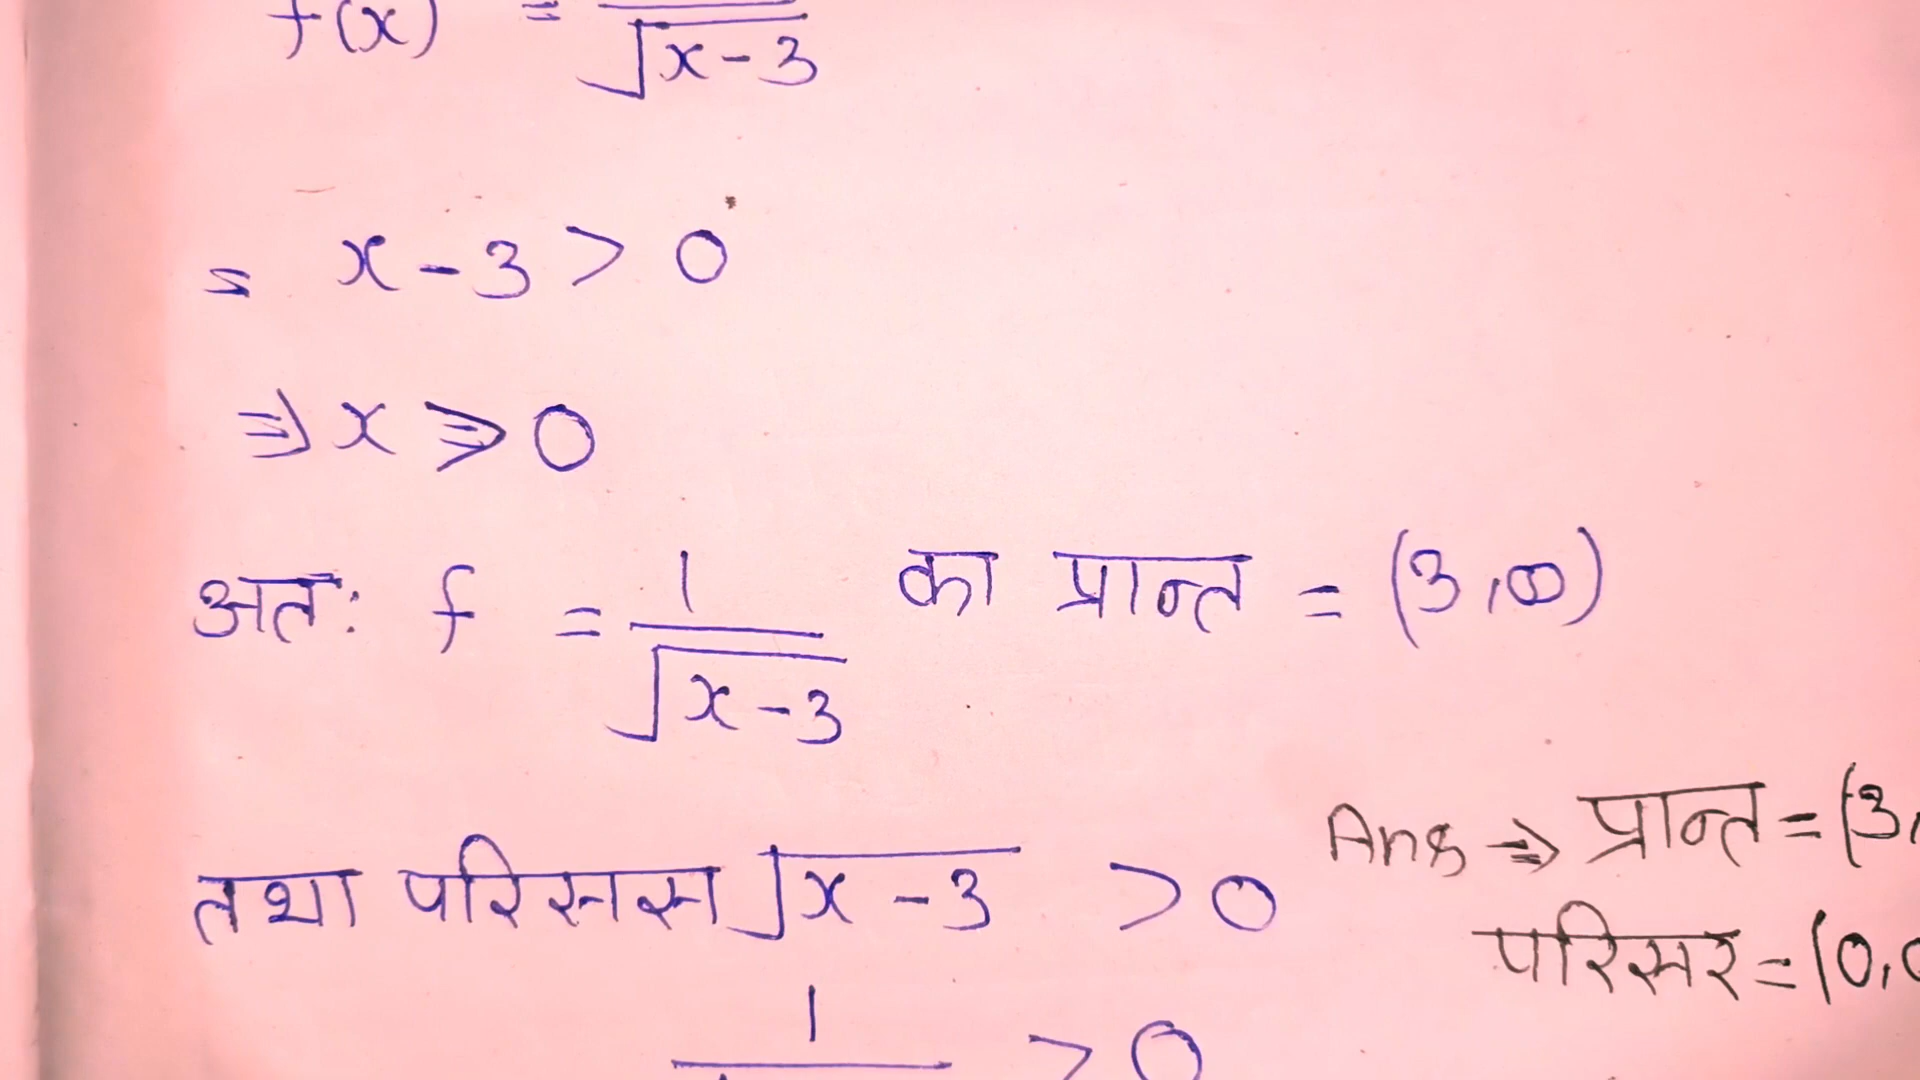 f(x) = / √x-3
= x-3 > 0
⇒ x ⩾ 0
अतः f = 1/√x-3 का प्रान्त = (3,∞)
तथा परिसस √x-3 > 0
Ans ⇒ प्रान्त = (3,
परिसर = (0,
1/ > 0